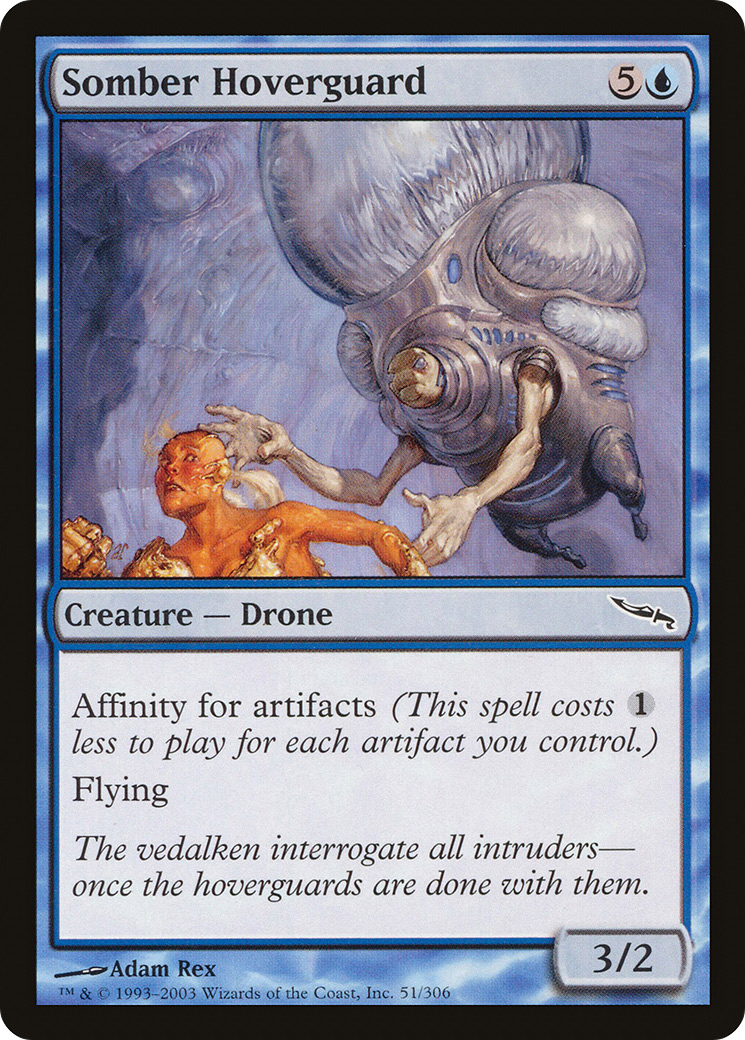 Somber Hoverguard 5
Creature — Drone
Affinity for artifacts (This spell costs 1
less to play for each artifact you control.)
Flying
The vedalken interrogate all intruders—
once the hoverguards are done with them.
3/2
Adam Rex
™ & © 1993–2003 Wizards of the Coast, Inc. 51/306